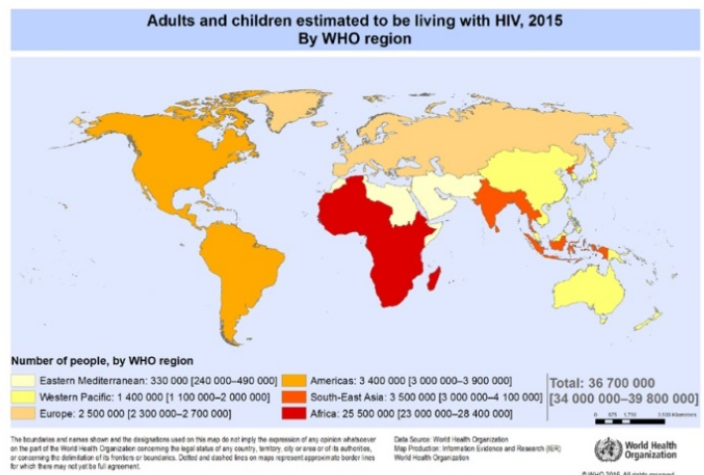 Adults and children estimated to be living with HIV, 2015
By WHO region
Number of people, by WHO region
Eastern Mediterranean: 330 000 [240 000–490 000]
Western Pacific: 1 400 000 [1 100 000–2 000 000]
Europe: 2 500 000 [2 300 000–2 700 000]
Americas: 3 400 000 [3 000 000–3 900 000]
South-East Asia: 3 500 000 [3 000 000–4 100 000]
Africa: 25 500 000 [23 000 000–28 400 000]
Total: 36 700 000
[34 000 000–39 800 000]
The boundaries and names shown and the designations used on this map do not imply the expression of any opinion whatsoever
on the part of the World Health Organization concerning the legal status of any country, territory, city or area or of its authorities,
or concerning the delimitation of its frontiers or boundaries. Dotted and dashed lines on maps represent approximate border lines
for which there may not yet be full agreement.
Data Source: World Health Organization
Map Production: Information Evidence and Research (IER)
World Health Organization
World Health
Organization